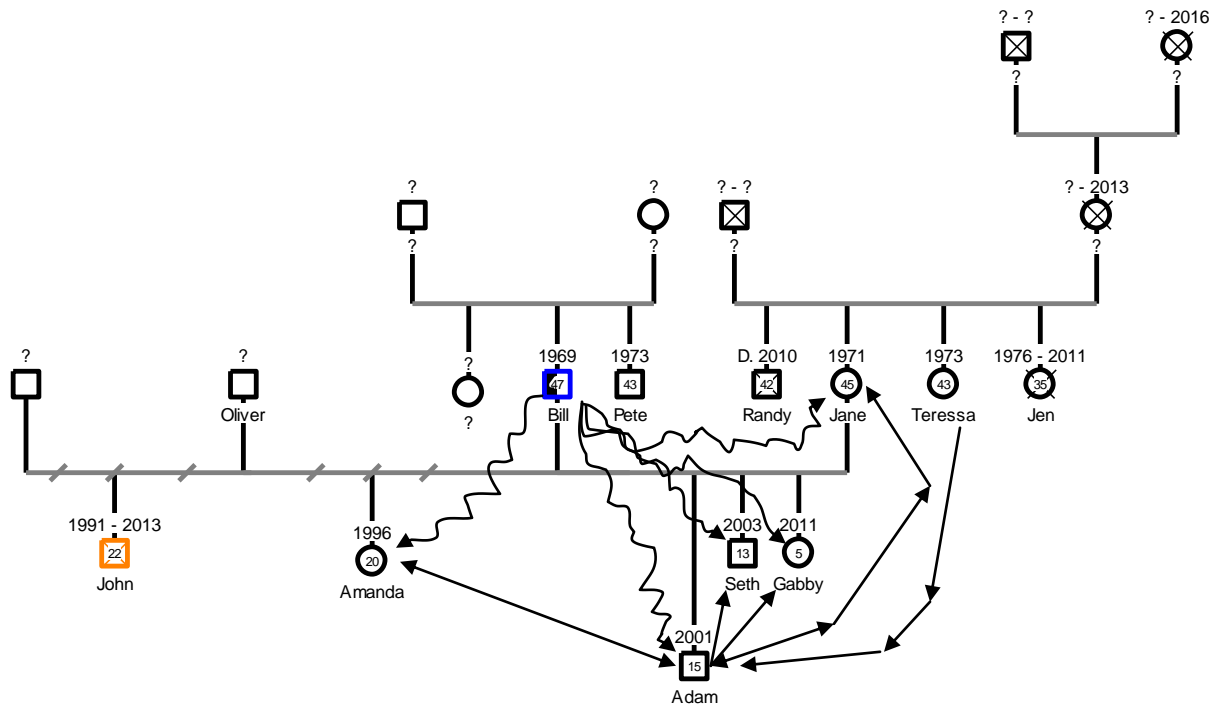 ? - ? ? - 2016
? ?
? ? ? - ? ? - 2013
? ? ? ?
? ? ? 1969 1973 D. 2010 1971 1973 1976 - 2011
47 43 42 45 43 35
Oliver ? Bill Pete Randy Jane Teressa Jen
1991 - 2013 1996 2003 2011
22 20 13 5
John Amanda Seth Gabby
2001
15
Adam